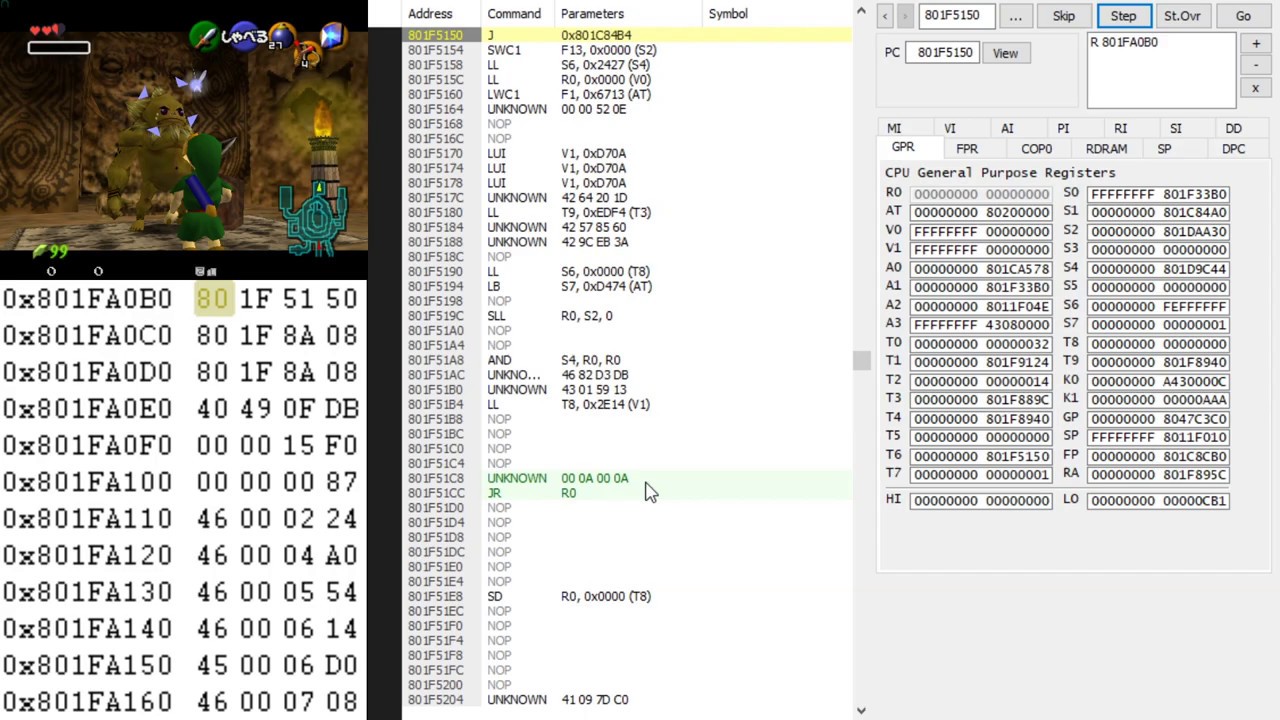 しゃべる
27
4
99
0 0
0x801FA0B0 80 1F 51 50
0x801FA0C0 80 1F 8A 08
0x801FA0D0 80 1F 8A 08
0x801FA0E0 40 49 0F DB
0x801FA0F0 00 00 15 F0
0x801FA100 00 00 00 87
0x801FA110 46 00 02 24
0x801FA120 46 00 04 A0
0x801FA130 46 00 05 54
0x801FA140 46 00 06 14
0x801FA150 45 00 06 D0
0x801FA160 46 00 07 08
Address Command Parameters Symbol
801F5150 J 0x801C84B4
801F5154 SWC1 F13, 0x0000 (S2)
801F5158 LL S6, 0x2427 (S4)
801F515C LL R0, 0x0000 (V0)
801F5160 LWC1 F1, 0x6713 (AT)
801F5164 UNKNOWN 00 00 52 0E
801F5168 NOP
801F516C NOP
801F5170 LUI V1, 0xD70A
801F5174 LUI V1, 0xD70A
801F5178 LUI V1, 0xD70A
801F517C UNKNOWN 42 64 20 1D
801F5180 LL T9, 0xEDF4 (T3)
801F5184 UNKNOWN 42 57 85 60
801F5188 UNKNOWN 42 9C EB 3A
801F518C NOP
801F5190 LL S6, 0x0000 (T8)
801F5194 LB S7, 0xD474 (AT)
801F5198 NOP
801F519C SLL R0, S2, 0
801F51A0 NOP
801F51A4 NOP
801F51A8 AND S4, R0, R0
801F51AC UNKNO... 46 82 D3 DB
801F51B0 UNKNOWN 43 01 59 13
801F51B4 LL T8, 0x2E14 (V1)
801F51B8 NOP
801F51BC NOP
801F51C0 NOP
801F51C4 NOP
801F51C8 UNKNOWN 00 0A 00 0A
801F51CC JR R0
801F51D0 NOP
801F51D4 NOP
801F51D8 NOP
801F51DC NOP
801F51E0 NOP
801F51E4 NOP
801F51E8 SD R0, 0x0000 (T8)
801F51EC NOP
801F51F0 NOP
801F51F4 NOP
801F51F8 NOP
801F51FC NOP
801F5200 NOP
801F5204 UNKNOWN 41 09 7D C0
801F5150 ... Skip Step St.Ovr Go
PC 801F5150 View
R 801FA0B0
+
-
x
MI VI AI PI RI SI DD
GPR FPR COP0 RDRAM SP DPC
CPU General Purpose Registers
R0 00000000 00000000 S0 FFFFFFFF 801F33B0
AT 00000000 80200000 S1 00000000 801C84A0
V0 FFFFFFFF 00000000 S2 00000000 801DAA30
V1 FFFFFFFF 00000000 S3 00000000 00000000
A0 00000000 801CA578 S4 00000000 801D9C44
A1 00000000 801F33B0 S5 00000000 00000000
A2 00000000 8011F04E S6 00000000 FEFFFFFF
A3 FFFFFFFF 43080000 S7 00000000 00000001
T0 00000000 00000032 T8 00000000 00000000
T1 00000000 801F9124 T9 00000000 801F8940
T2 00000000 00000014 K0 00000000 A430000C
T3 00000000 801F889C K1 00000000 0000AAAA
T4 00000000 801F8940 GP 00000000 8047C3C0
T5 00000000 00000000 SP FFFFFFFF 8011F010
T6 00000000 801F5150 FP 00000000 801C8CB0
T7 00000000 00000001 RA 00000000 801F895C
HI 00000000 00000000 LO 00000000 00000CB1